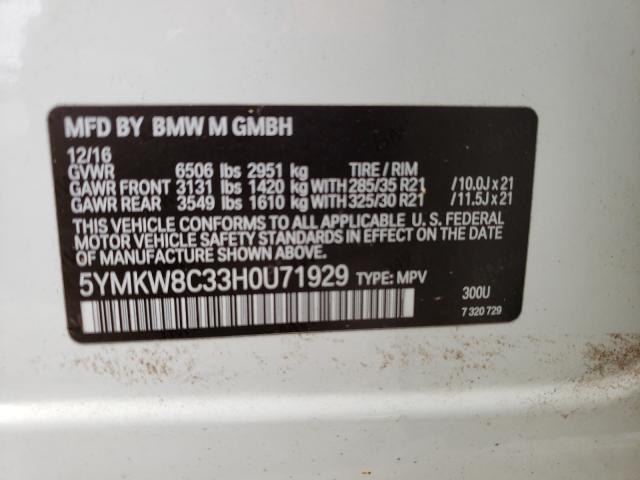 MFD BY BMW M GMBH
12/16
GVWR 6506 lbs 2951 kg TIRE / RIM
GAWR FRONT 3131 lbs 1420 kg WITH 285/35 R21 /10.0J x 21
GAWR REAR 3549 lbs 1610 kg WITH 325/30 R21 /11.5J x 21
THIS VEHICLE CONFORMS TO ALL APPLICABLE U. S. FEDERAL
MOTOR VEHICLE SAFETY STANDARDS IN EFFECT ON THE DATE
OF MANUFACTURE SHOWN ABOVE.
5YMKW8C33H0U71929 TYPE: MPV
300U
7 320 729